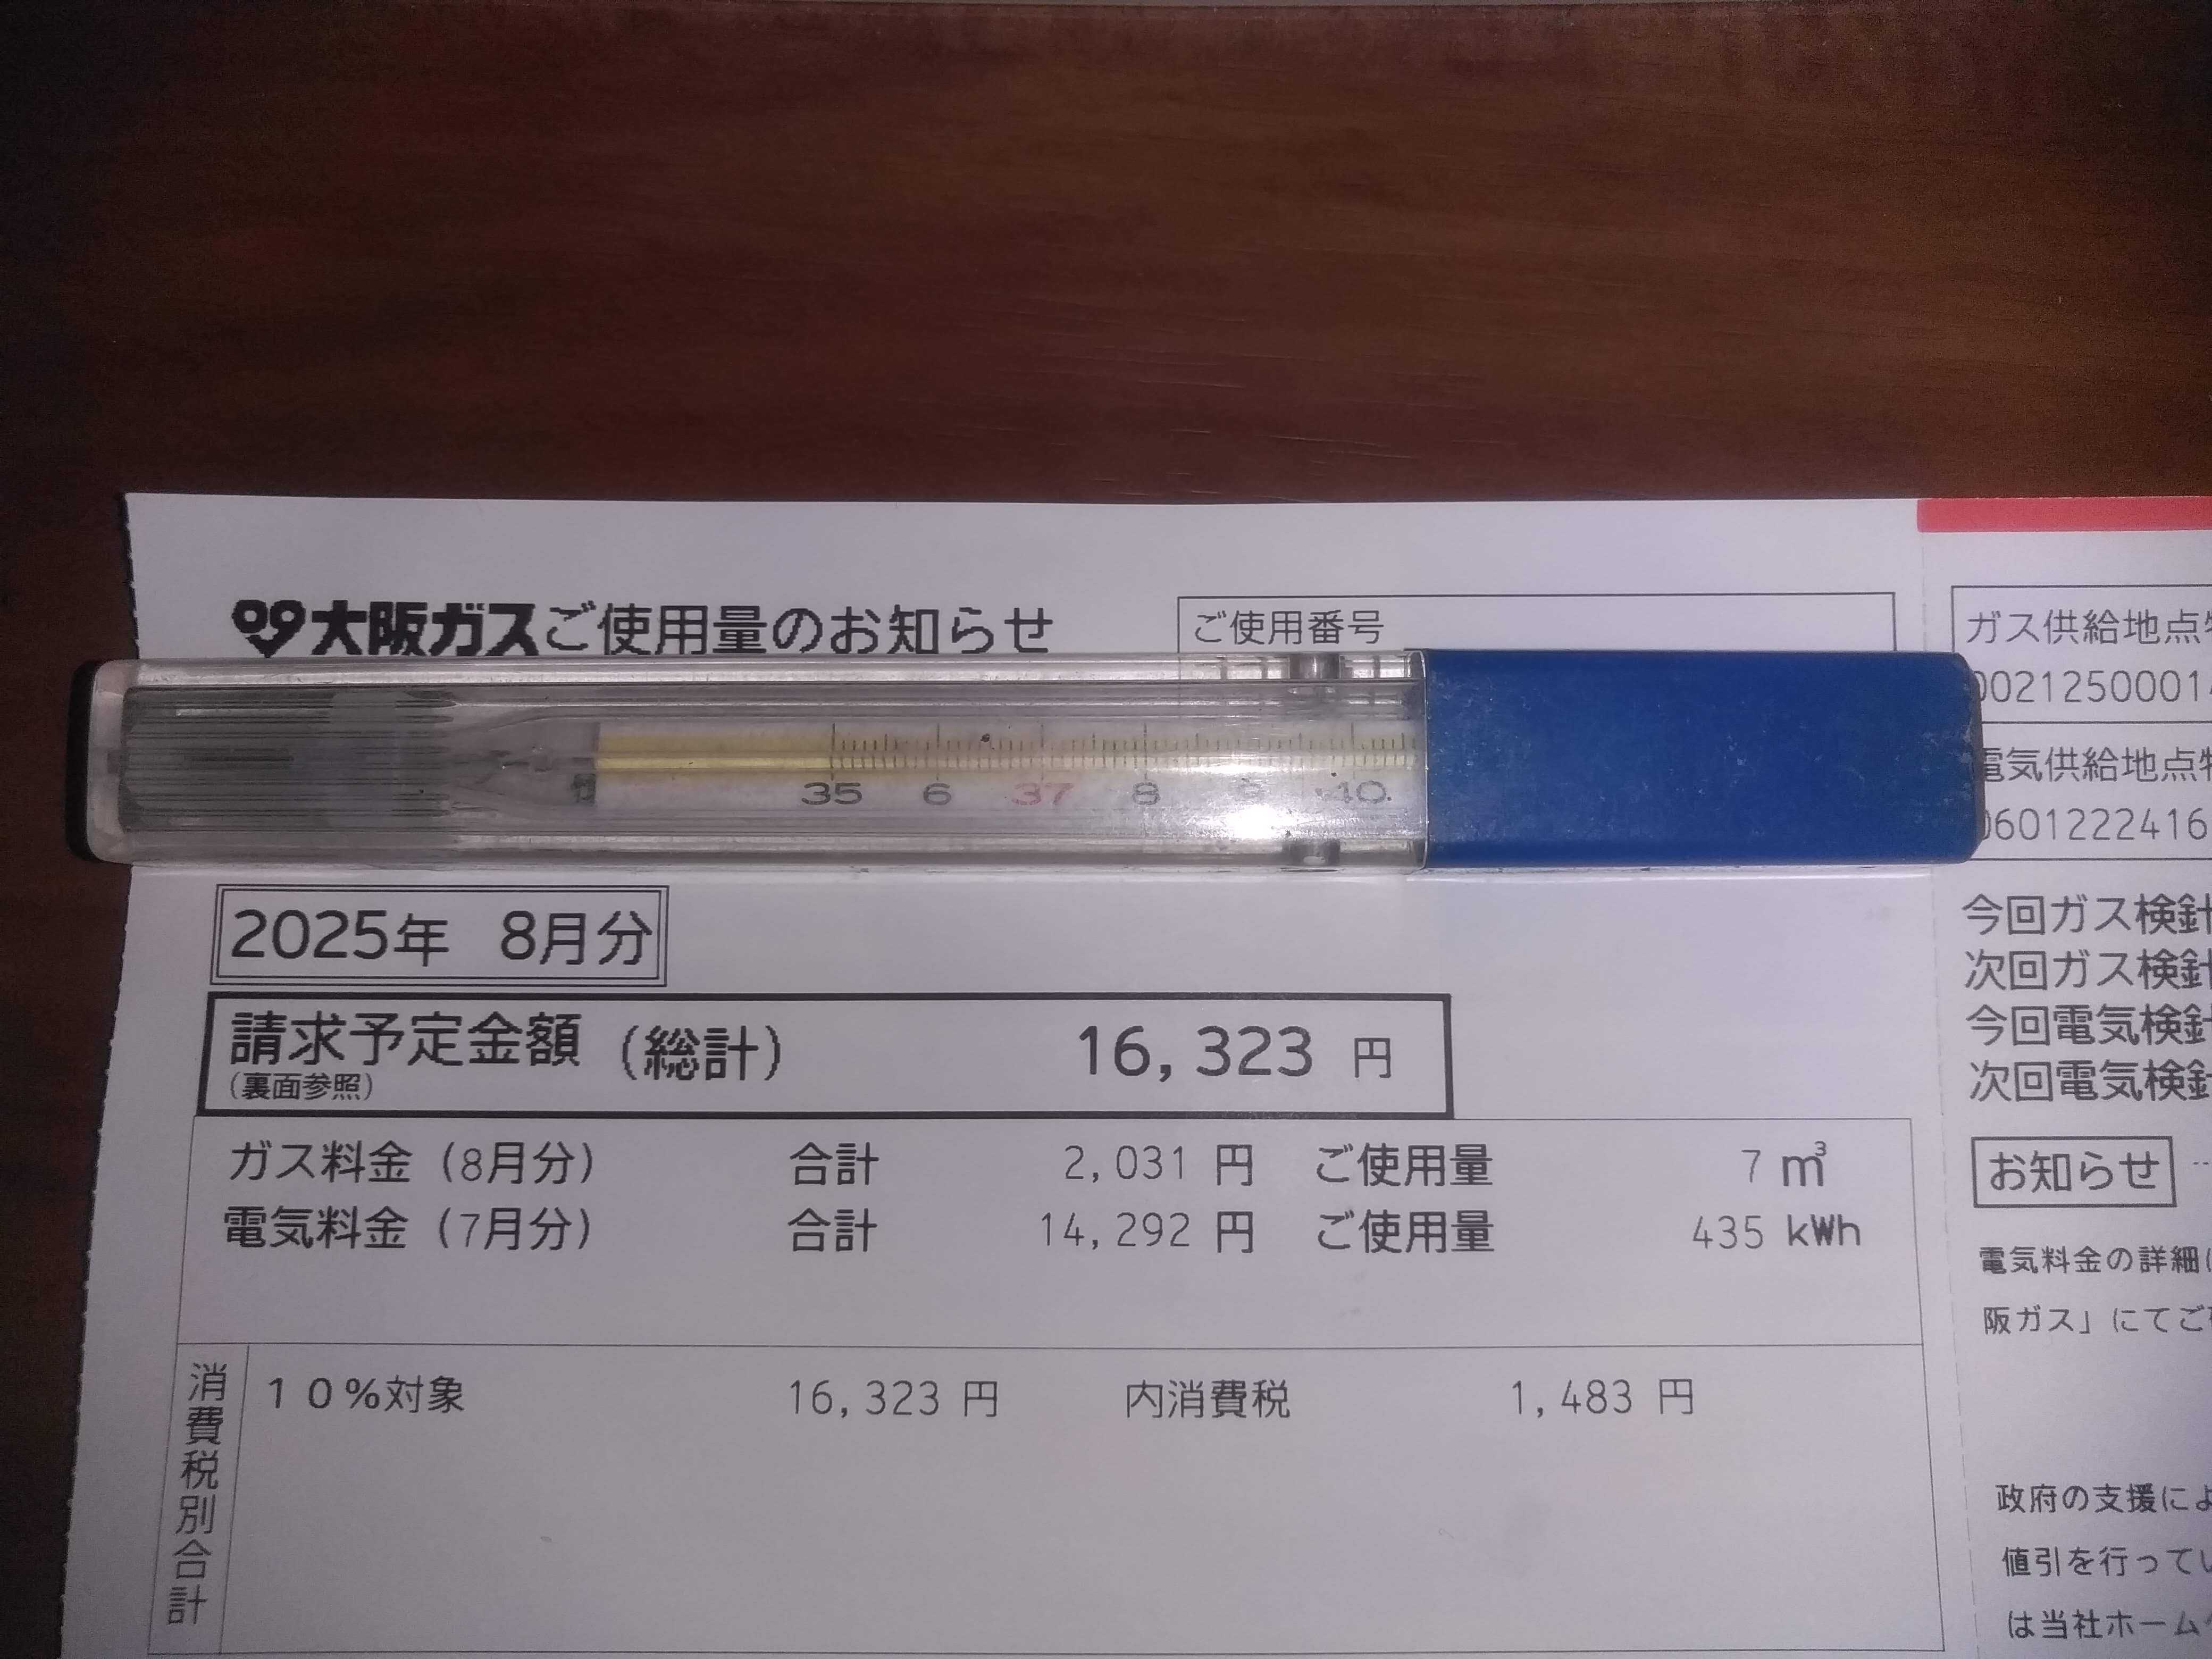 大阪ガスご使用量のお知らせ
ご使用番号
35 6 37 8 9 40
2025年 8月分
請求予定金額（総計） 16,323 円
（裏面参照）
ガス料金（8月分） 合計 2,031 円 ご使用量 7 ㎥
電気料金（7月分） 合計 14,292 円 ご使用量 435 kWh
消費税別合計
１０％対象 16,323 円 内消費税 1,483 円
ガス供給地点
0021250001
電気供給地点
0601222416
今回ガス検針
次回ガス検針
今回電気検針
次回電気検針
お知らせ
電気料金の詳細
阪ガス」にてご
政府の支援によ
値引を行ってい
は当社ホーム